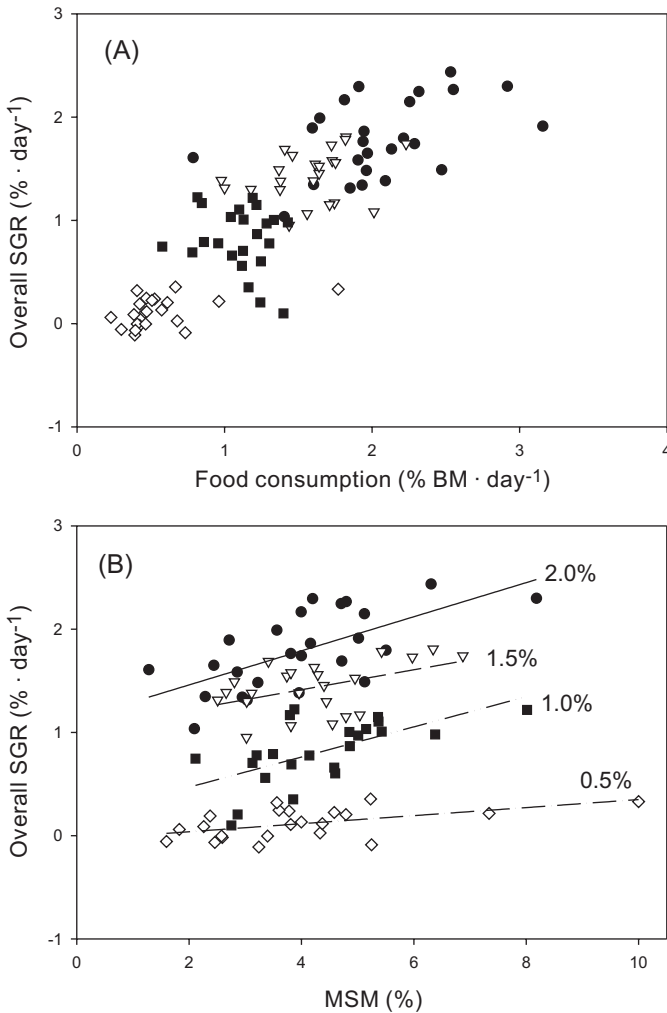 (A)
3
2
1
0
-1
Overall SGR (% · day-1)
0 1 2 3 4
Food consumption (% BM · day-1)
(B)
3
2
1
0
-1
Overall SGR (% · day-1)
2.0%
1.5%
1.0%
0.5%
0 2 4 6 8 10
MSM (%)